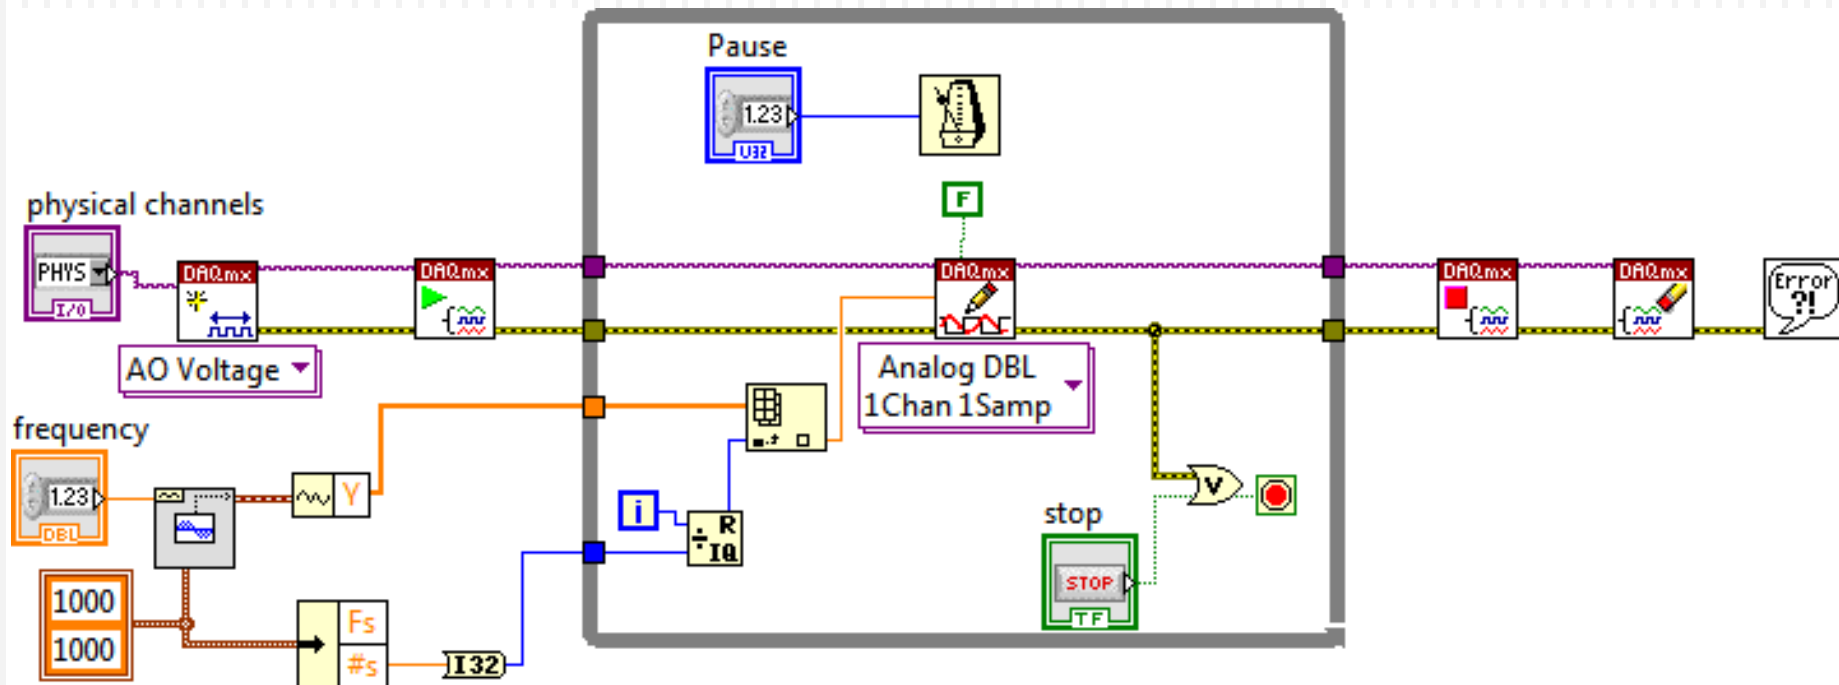 Pause
1.23
U32
F
physical channels
PHYS
I/O
DAQmx
DAQmx
DAQmx
DAQmx
DAQmx
Error
?!
AO Voltage
Analog DBL
1Chan 1Samp
frequency
1.23
DBL
Y
i
R
IQ
V
stop
STOP
TF
1000
1000
Fs
#s
I32